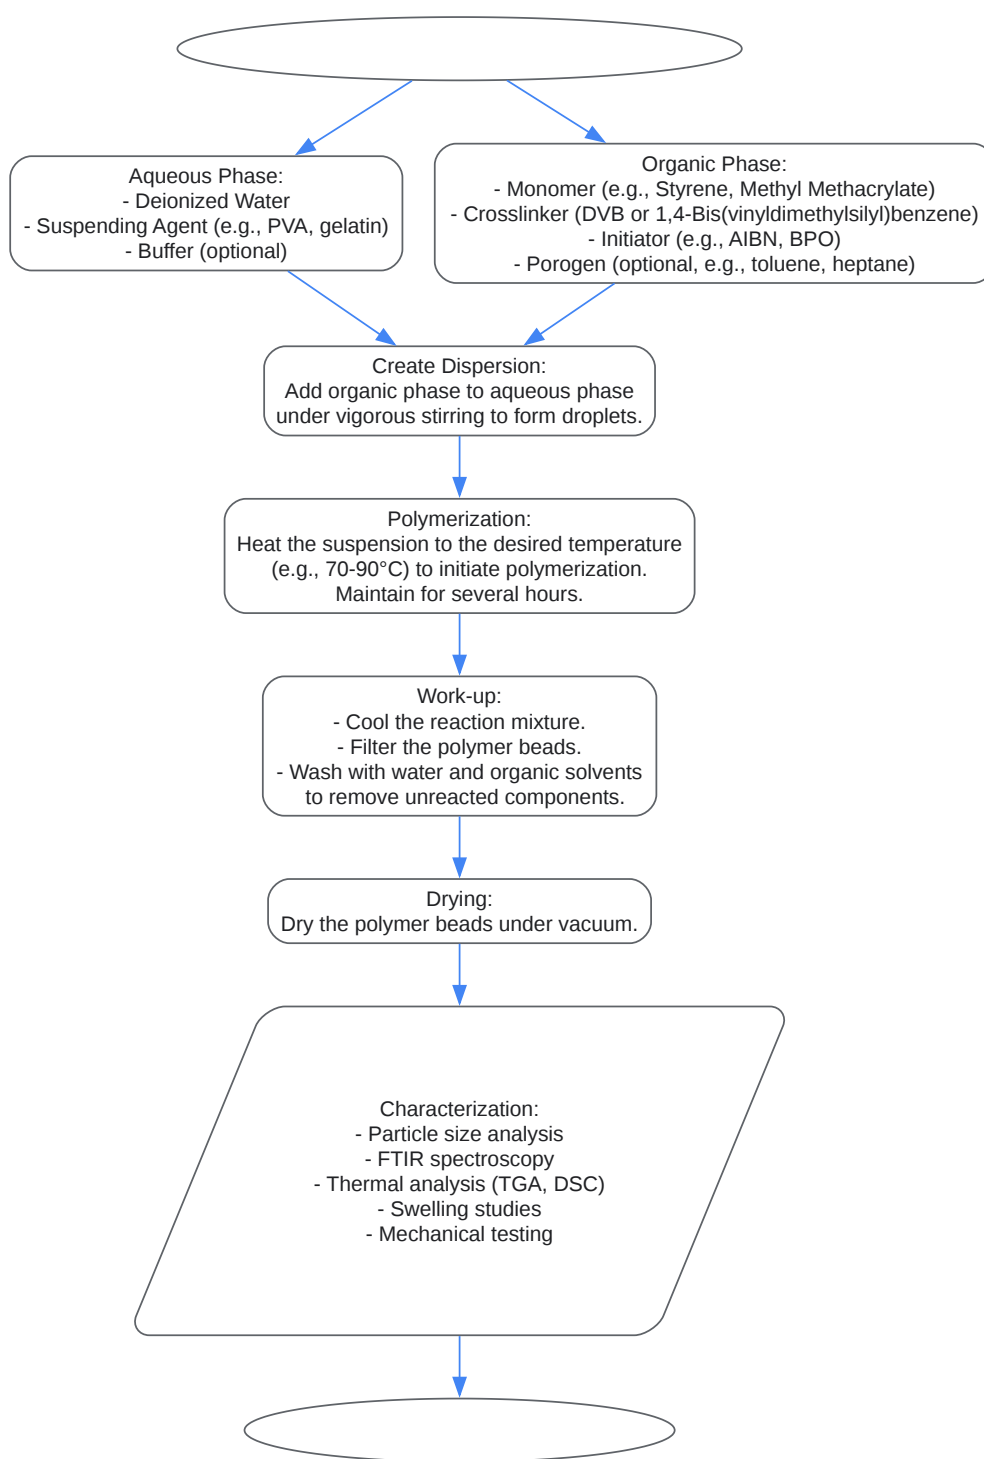 Aqueous Phase:
- Deionized Water
- Suspending Agent (e.g., PVA, gelatin)
- Buffer (optional)
Organic Phase:
- Monomer (e.g., Styrene, Methyl Methacrylate)
- Crosslinker (DVB or 1,4-Bis(vinyldimethylsilyl)benzene)
- Initiator (e.g., AIBN, BPO)
- Porogen (optional, e.g., toluene, heptane)
Create Dispersion:
Add organic phase to aqueous phase
under vigorous stirring to form droplets.
Polymerization:
Heat the suspension to the desired temperature
(e.g., 70-90°C) to initiate polymerization.
Maintain for several hours.
Work-up:
- Cool the reaction mixture.
- Filter the polymer beads.
- Wash with water and organic solvents
to remove unreacted components.
Drying:
Dry the polymer beads under vacuum.
Characterization:
- Particle size analysis
- FTIR spectroscopy
- Thermal analysis (TGA, DSC)
- Swelling studies
- Mechanical testing